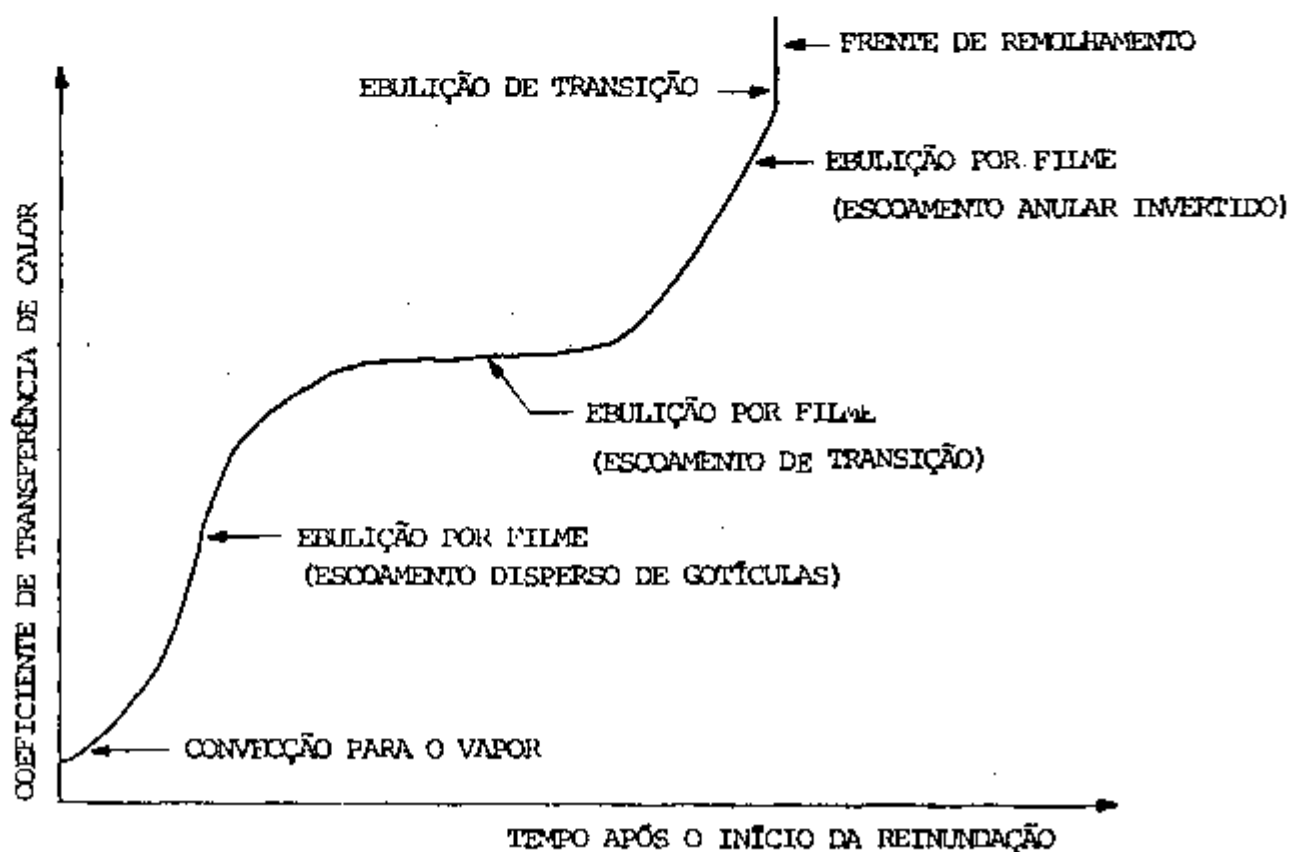 FRENTE DE REMOLHAMENTO
EBULIÇÃO DE TRANSIÇÃO
EBULIÇÃO POR FILME
(ESCOAMENTO ANULAR INVERTIDO)
COEFICIENTE DE TRANSFERÊNCIA DE CALOR
EBULIÇÃO POR FILME
(ESCOAMENTO DE TRANSIÇÃO)
EBULIÇÃO POR FILME
(ESCOAMENTO DISPERSO DE GOTÍCULAS)
CONVECÇÃO PARA O VAPOR
TEMPO APÓS O INÍCIO DA REINUNDAÇÃO